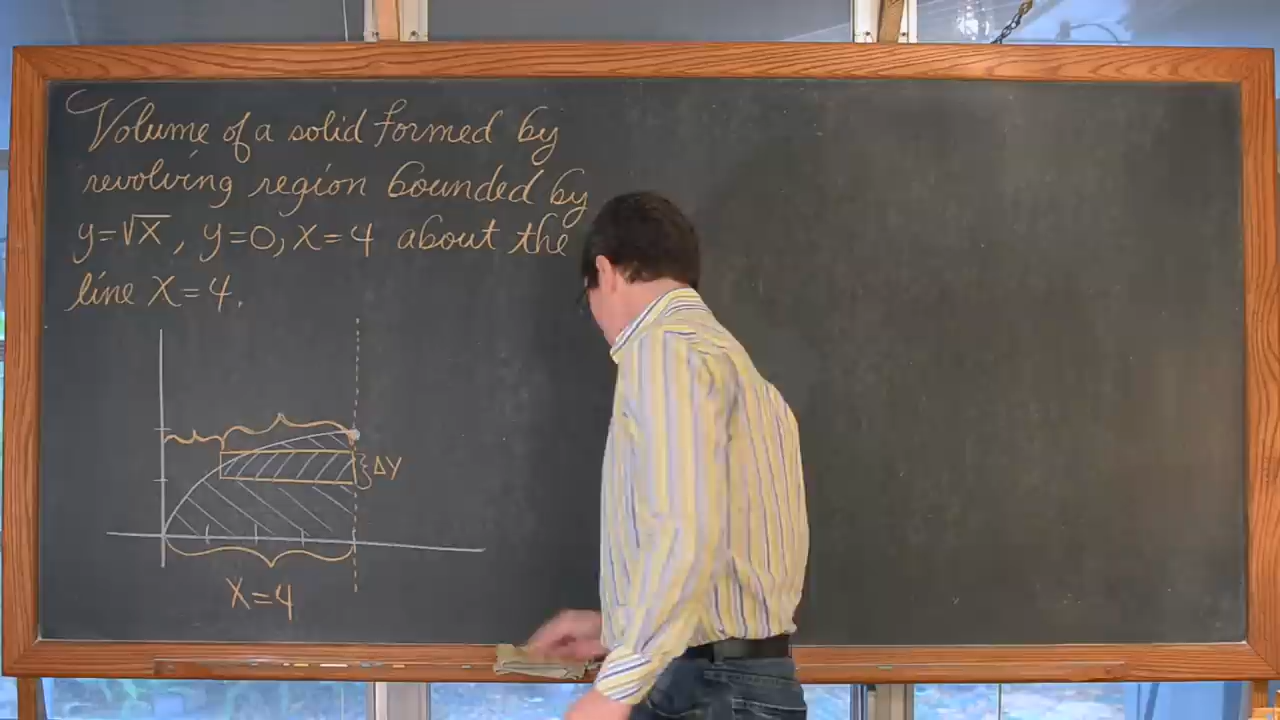 Volume of a solid formed by
revolving region bounded by
y=√x, y=0, x=4 about the
line x=4.
Δy
x=4